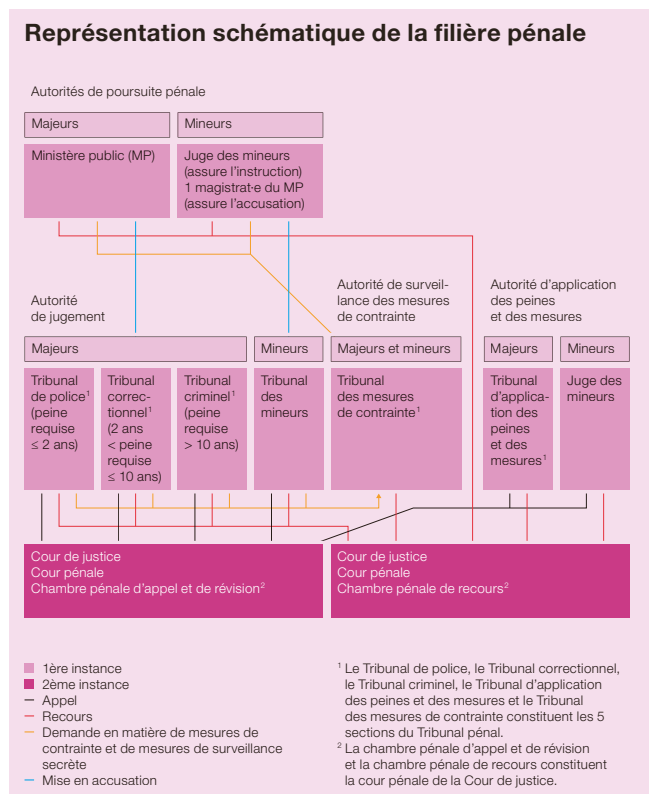 Représentation schématique de la filière pénale
Autorités de poursuite pénale
Majeurs
Mineurs
Ministère public (MP)
Juge des mineurs
(assure l'instruction)
1 magistrat·e du MP
(assure l'accusation)
Autorité
de jugement
Autorité de surveil-
lance des mesures
de contrainte
Autorité d'application
des peines
et des mesures
Majeurs
Mineurs
Majeurs et mineurs
Majeurs
Mineurs
Tribunal
de police¹
(peine
requise
≤ 2 ans)
Tribunal
correc-
tionnel¹
(2 ans
< peine
requise
≤ 10 ans)
Tribunal
criminel¹
(peine
requise
> 10 ans)
Tribunal
des
mineurs
Tribunal
des mesures
de contrainte¹
Tribunal
d'applica-
tion des
peines
et des
mesures¹
Juge des
mineurs
Cour de justice
Cour pénale
Chambre pénale d'appel et de révision²
Cour de justice
Cour pénale
Chambre pénale de recours²
1ère instance
2ème instance
Appel
Recours
Demande en matière de mesures de
contrainte et de mesures de surveillance
secrète
Mise en accusation
¹ Le Tribunal de police, le Tribunal correctionnel,
le Tribunal criminel, le Tribunal d'application
des peines et des mesures et le Tribunal
des mesures de contrainte constituent les 5
sections du Tribunal pénal.
² La chambre pénale d'appel et de révision
et la chambre pénale de recours constituent
la cour pénale de la Cour de justice.